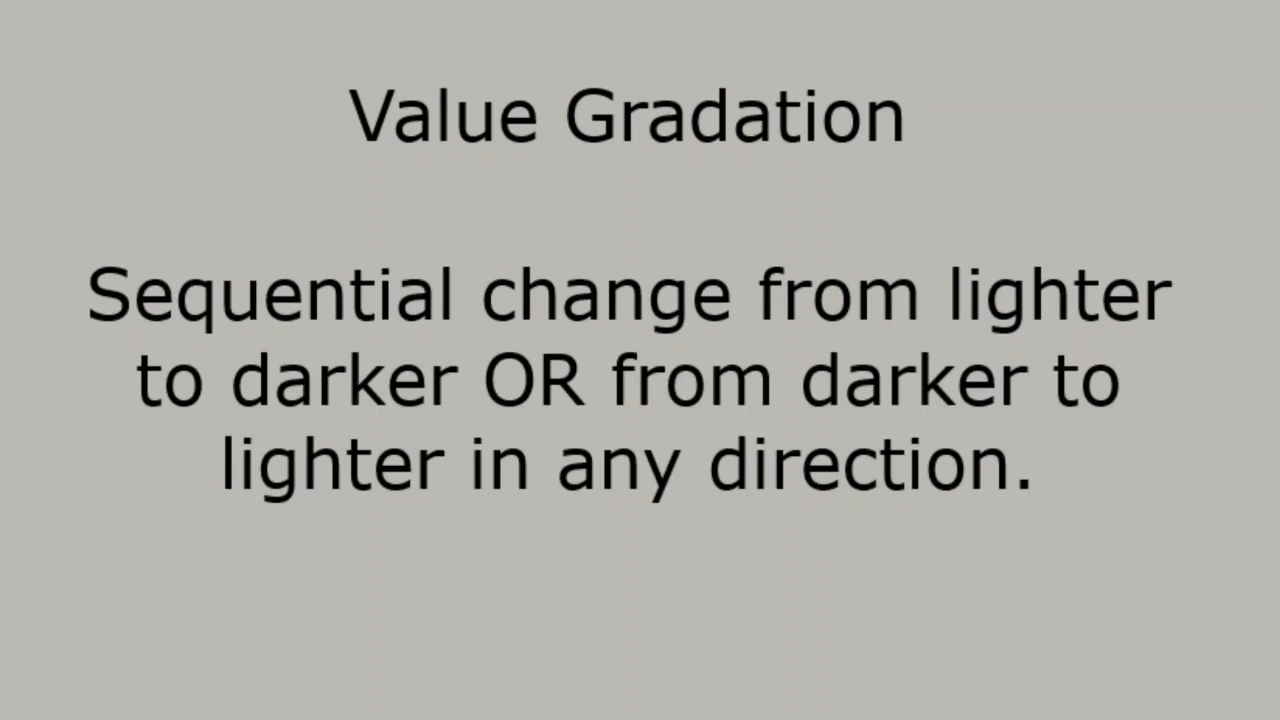 Value Gradation
Sequential change from lighter
to darker OR from darker to
lighter in any direction.